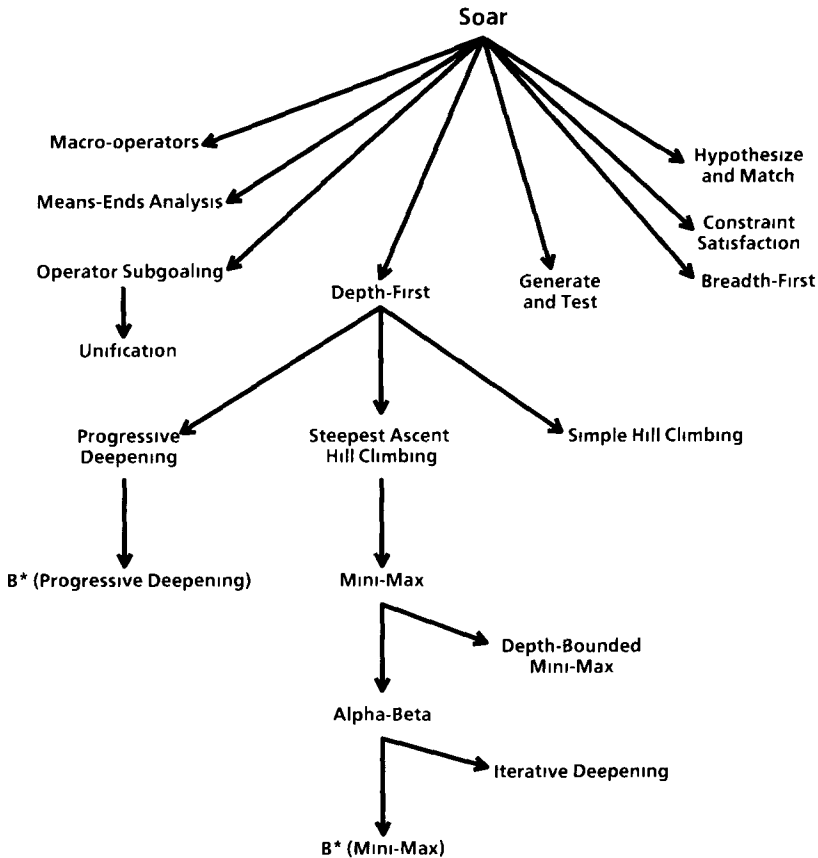 Soar
Macro-operators
Hypothesize
and Match
Means-Ends Analysis
Constraint
Satisfaction
Operator Subgoaling
Depth-First
Generate
and Test
Breadth-First
Unification
Progressive
Deepening
Steepest Ascent
Hill Climbing
Simple Hill Climbing
B* (Progressive Deepening)
Mini-Max
Depth-Bounded
Mini-Max
Alpha-Beta
Iterative Deepening
B* (Mini-Max)